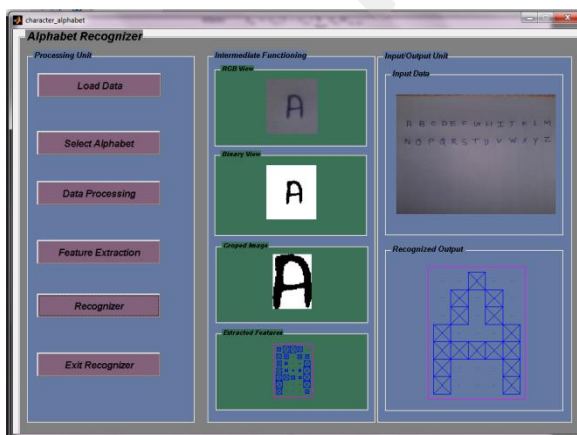 character_alphabet
Alphabet Recognizer
Processing Unit
Load Data
Select Alphabet
Data Processing
Feature Extraction
Recognizer
Exit Recognizer
Intermediate Functioning
RGB View
A
Binary View
A
Croped Image
A
Extracted Features
Input/Output Unit
Input Data
A B C D E F G H I J K L M
N O P Q R S T U V W X Y Z
Recognized Output